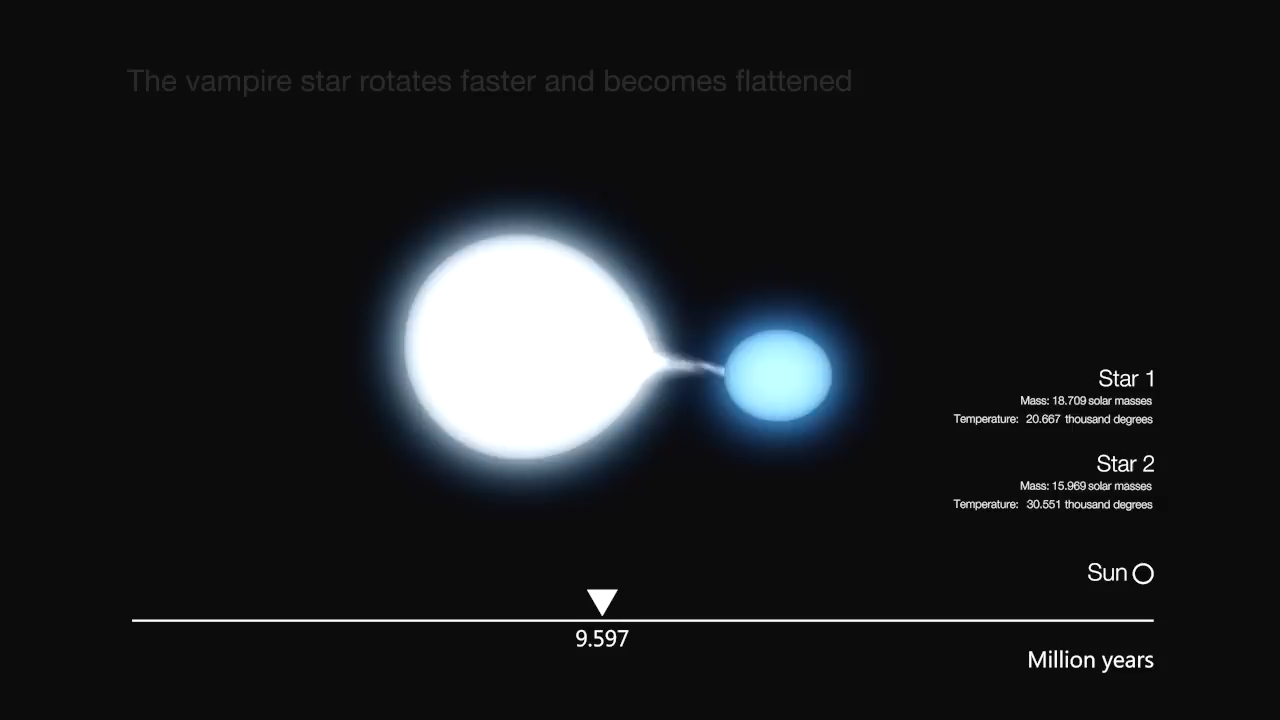 The vampire star rotates faster and becomes flattened
Star 1
Mass: 18.709 solar masses
Temperature: 20.667 thousand degrees
Star 2
Mass: 15.969 solar masses
Temperature: 30.551 thousand degrees
Sun
9.597
Million years